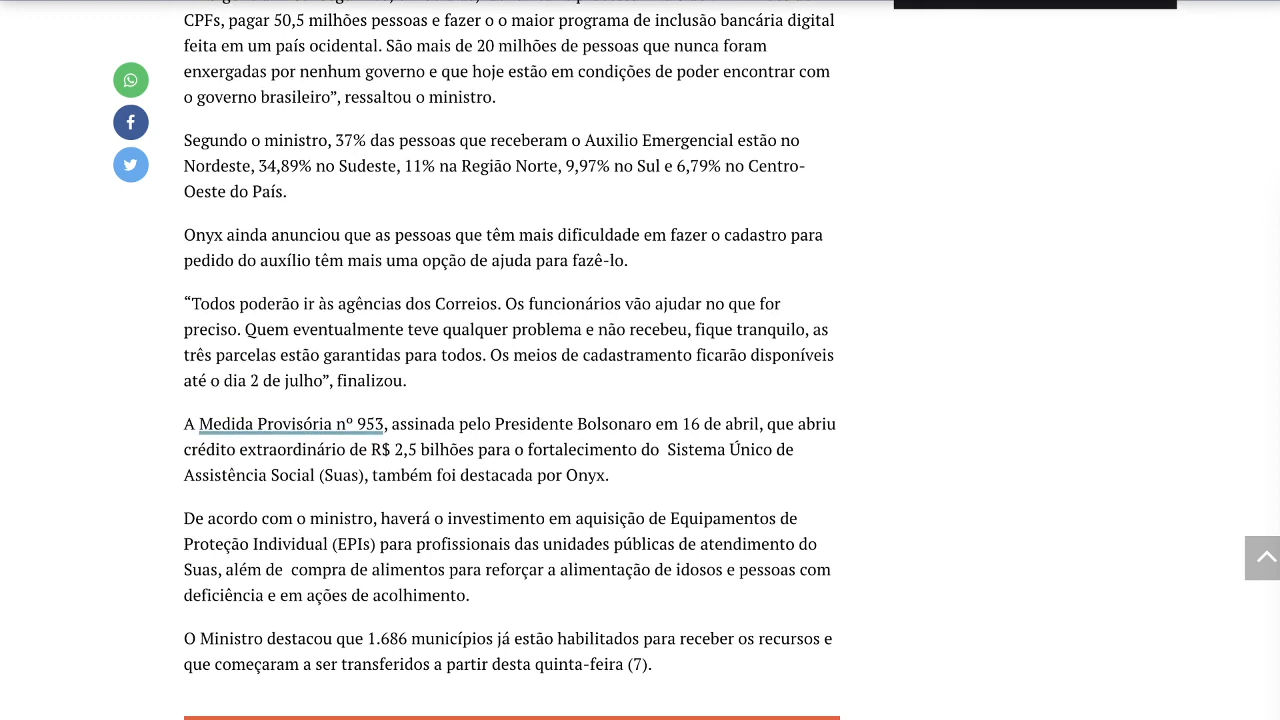 CPFs, pagar 50,5 milhões pessoas e fazer o o maior programa de inclusão bancária digital
feita em um país ocidental. São mais de 20 milhões de pessoas que nunca foram
enxergadas por nenhum governo e que hoje estão em condições de poder encontrar com
o governo brasileiro”, ressaltou o ministro.
Segundo o ministro, 37% das pessoas que receberam o Auxilio Emergencial estão no
Nordeste, 34,89% no Sudeste, 11% na Região Norte, 9,97% no Sul e 6,79% no Centro-
Oeste do País.
Onyx ainda anunciou que as pessoas que têm mais dificuldade em fazer o cadastro para
pedido do auxílio têm mais uma opção de ajuda para fazê-lo.
“Todos poderão ir às agências dos Correios. Os funcionários vão ajudar no que for
preciso. Quem eventualmente teve qualquer problema e não recebeu, fique tranquilo, as
três parcelas estão garantidas para todos. Os meios de cadastramento ficarão disponíveis
até o dia 2 de julho”, finalizou.
A Medida Provisória nº 953, assinada pelo Presidente Bolsonaro em 16 de abril, que abriu
crédito extraordinário de R$ 2,5 bilhões para o fortalecimento do  Sistema Único de
Assistência Social (Suas), também foi destacada por Onyx.
De acordo com o ministro, haverá o investimento em aquisição de Equipamentos de
Proteção Individual (EPIs) para profissionais das unidades públicas de atendimento do
Suas, além de  compra de alimentos para reforçar a alimentação de idosos e pessoas com
deficiência e em ações de acolhimento.
O Ministro destacou que 1.686 municípios já estão habilitados para receber os recursos e
que começaram a ser transferidos a partir desta quinta-feira (7).